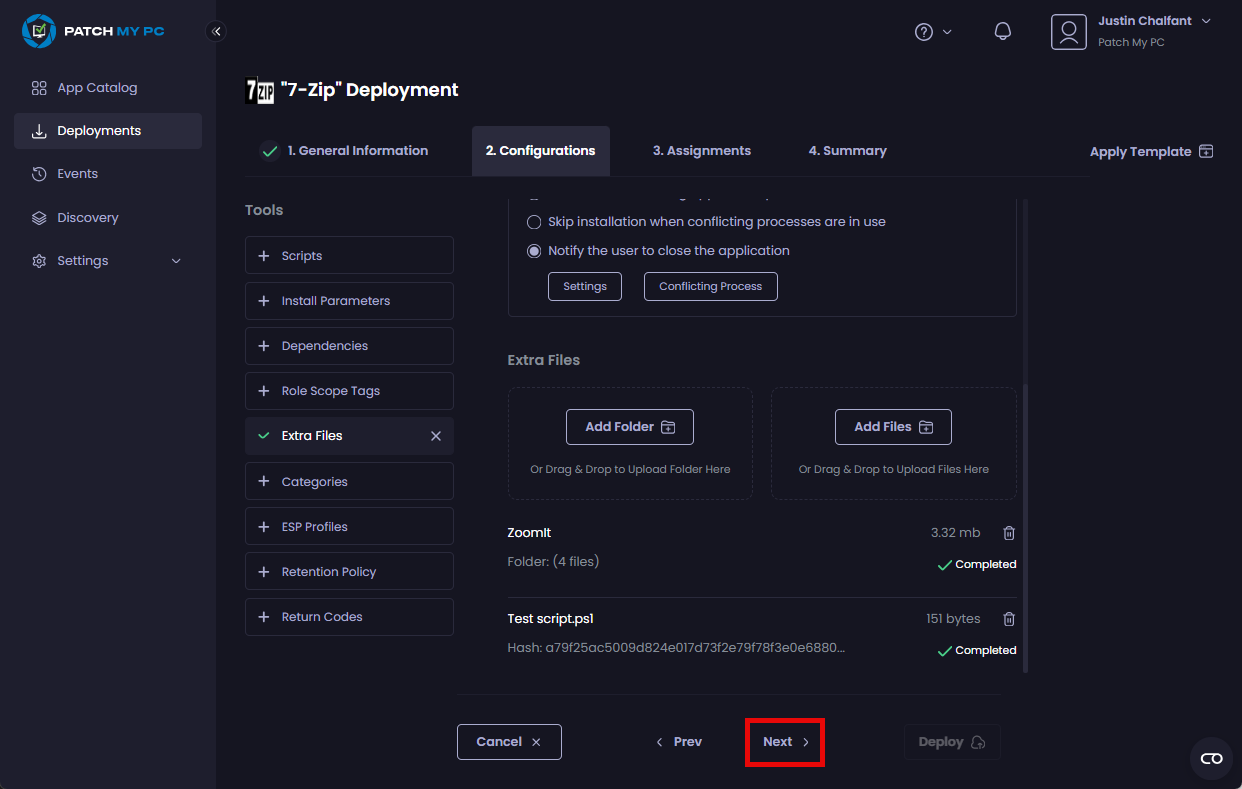 PATCH MY PC
Justin Chalfant
Patch My PC
App Catalog
Deployments
Events
Discovery
Settings
7ZIP "7-Zip" Deployment
1. General Information
2. Configurations
3. Assignments
4. Summary
Apply Template
Tools
Scripts
Install Parameters
Dependencies
Role Scope Tags
Extra Files
Categories
ESP Profiles
Retention Policy
Return Codes
Skip installation when conflicting processes are in use
Notify the user to close the application
Settings
Conflicting Process
Extra Files
Add Folder
Or Drag & Drop to Upload Folder Here
Add Files
Or Drag & Drop to Upload Files Here
ZoomIt
3.32 mb
Folder: (4 files)
Completed
Test script.ps1
151 bytes
Hash: a79f25ac5009d824e017d73f2e79f78f3e0e6880...
Completed
Cancel
Prev
Next
Deploy